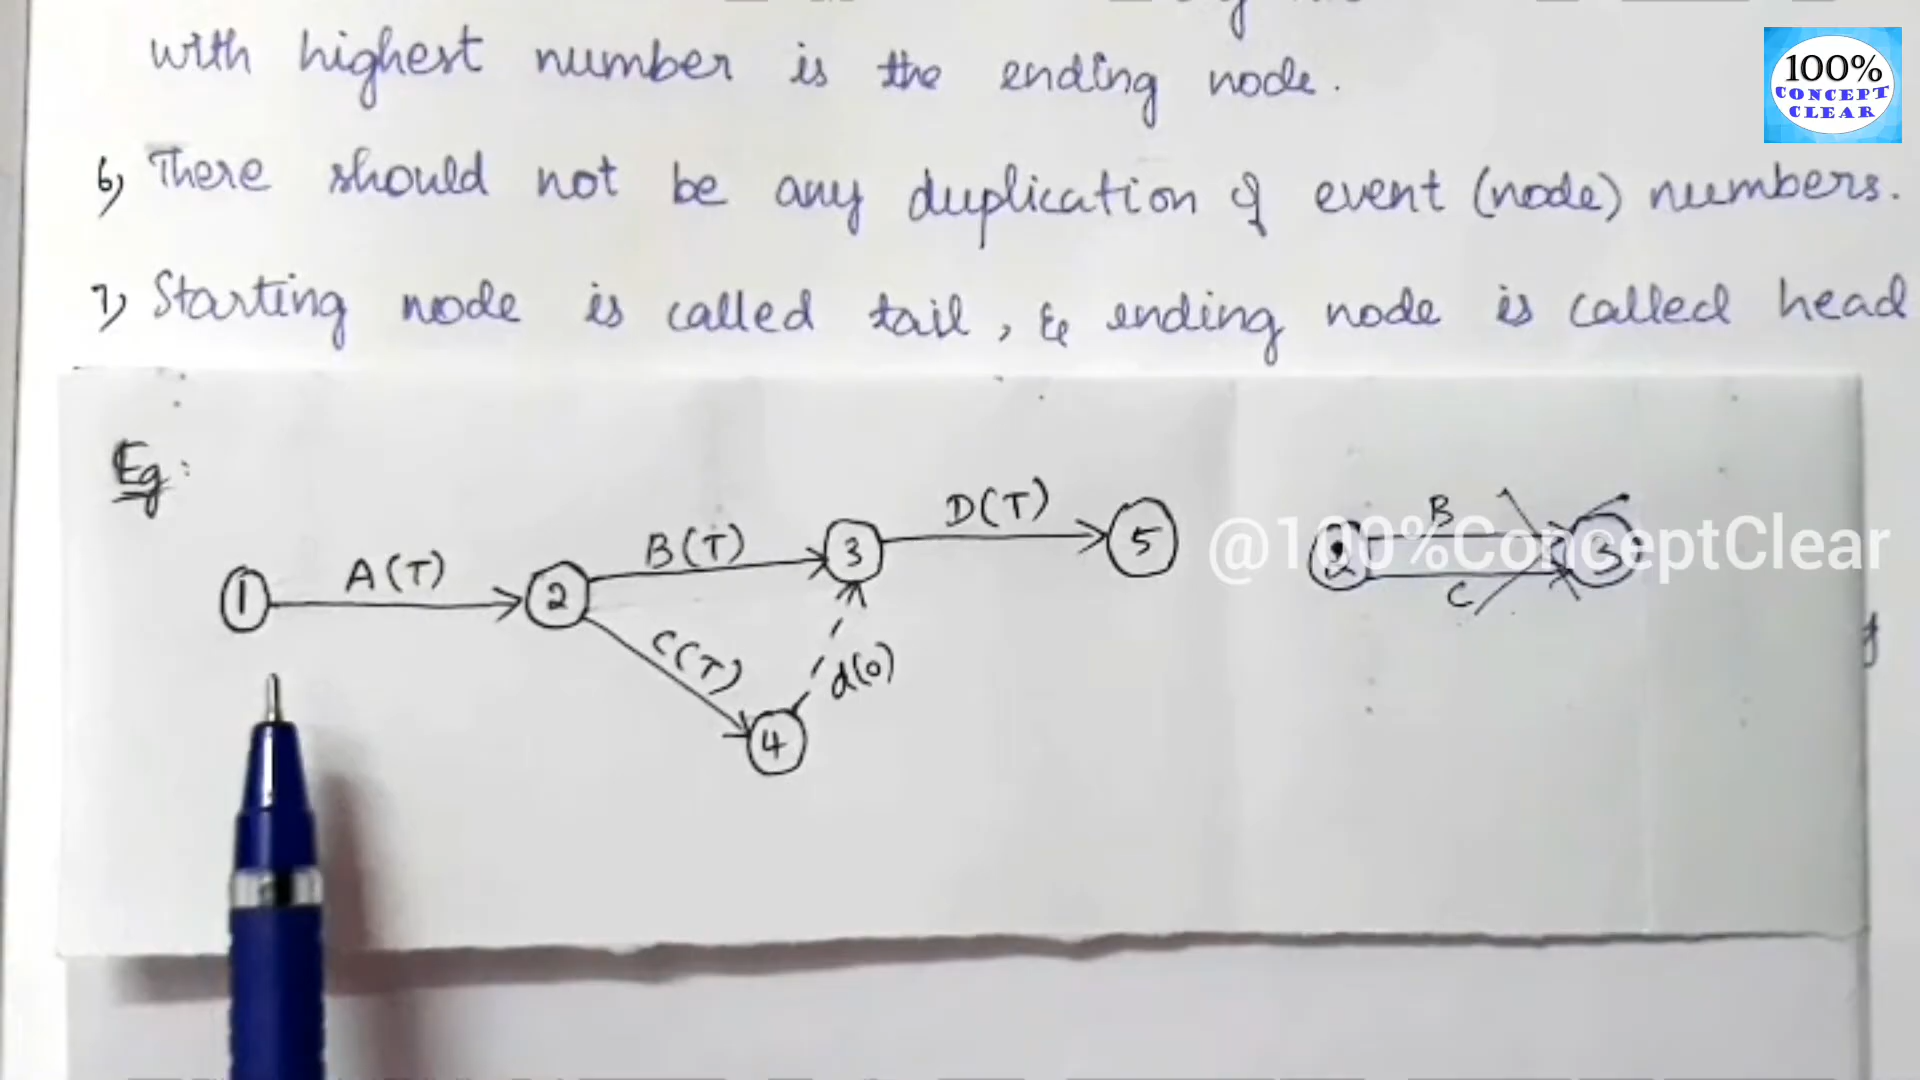 with highest number is the ending node.
6) There should not be any duplication of event (node) numbers.
7) Starting node is called tail, & ending node is called head
Eg:
1 A(T) 2 B(T) 3 D(T) 5
C(T) 4 d(0)
2 B C 3
@100%ConceptClear
100%
CONCEPT
CLEAR